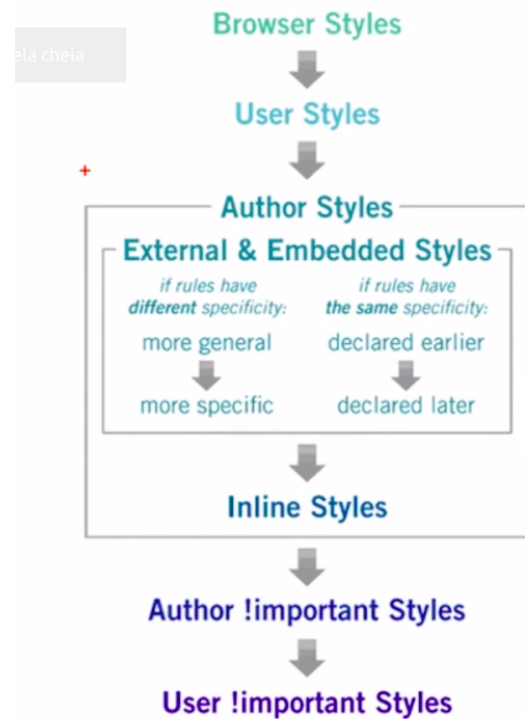 Browser Styles
ela cheia
User Styles
Author Styles
External & Embedded Styles
if rules have
different specificity:
more general
more specific
if rules have
the same specificity:
declared earlier
declared later
Inline Styles
Author !important Styles
User !important Styles